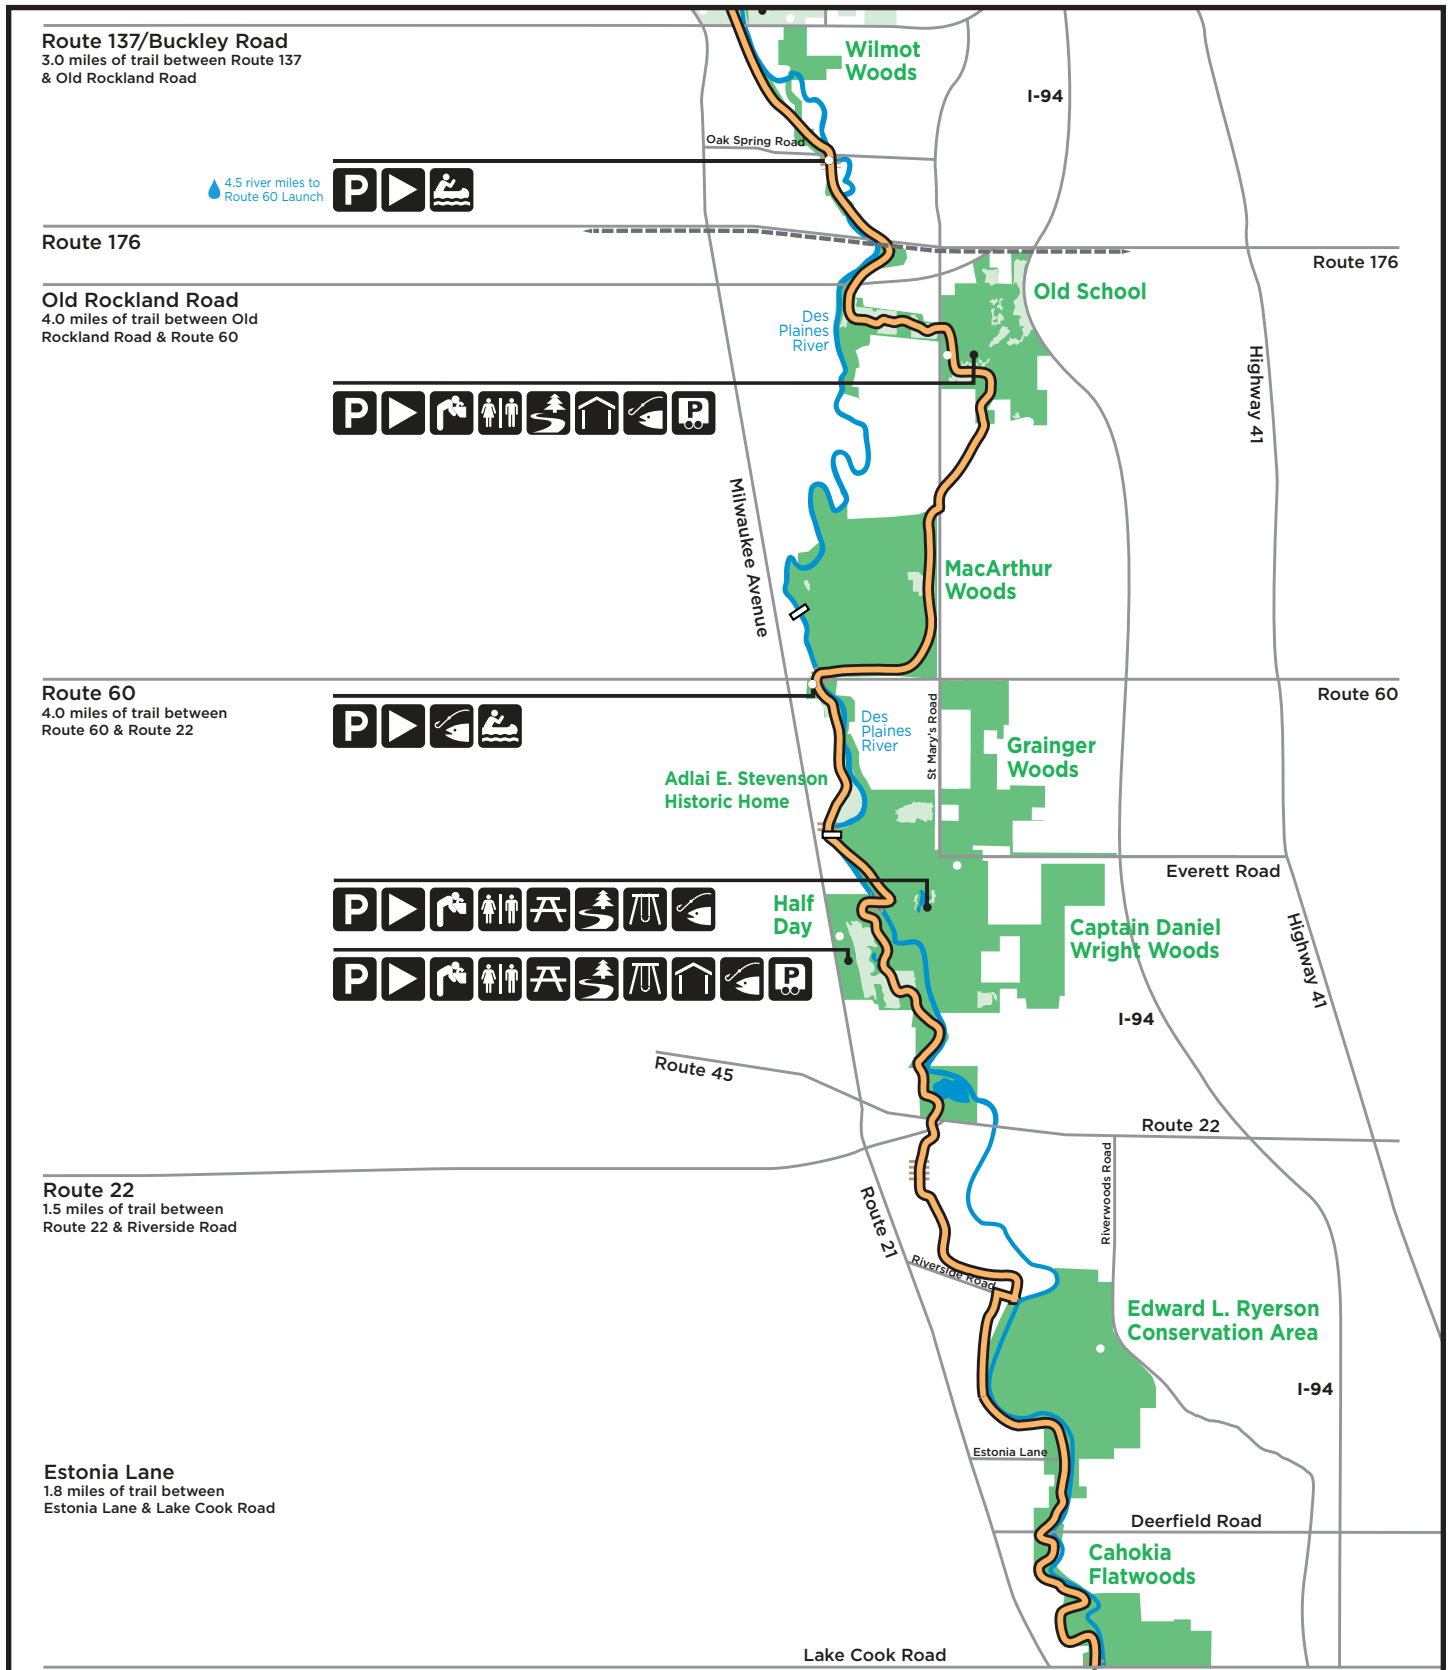 Route 137/Buckley Road
3.0 miles of trail between Route 137
& Old Rockland Road
Wilmot
Woods
I-94
Oak Spring Road
4.5 river miles to
Route 60 Launch
P
Route 176
Route 176
Old Rockland Road
4.0 miles of trail between Old
Rockland Road & Route 60
Old School
Des
Plaines
River
Highway 41
P
P
Milwaukee Avenue
MacArthur
Woods
Route 60
4.0 miles of trail between
Route 60 & Route 22
Route 60
P
Des
Plaines
River
St Mary's Road
Grainger
Woods
Adlai E. Stevenson
Historic Home
Everett Road
P
Half
Day
Captain Daniel
Wright Woods
Highway 41
P
P
I-94
Route 45
Route 22
Route 22
1.5 miles of trail between
Route 22 & Riverside Road
Riverwoods Road
Route 21
Riverside Road
Edward L. Ryerson
Conservation Area
I-94
Estonia Lane
Estonia Lane
1.8 miles of trail between
Estonia Lane & Lake Cook Road
Deerfield Road
Cahokia
Flatwoods
Lake Cook Road